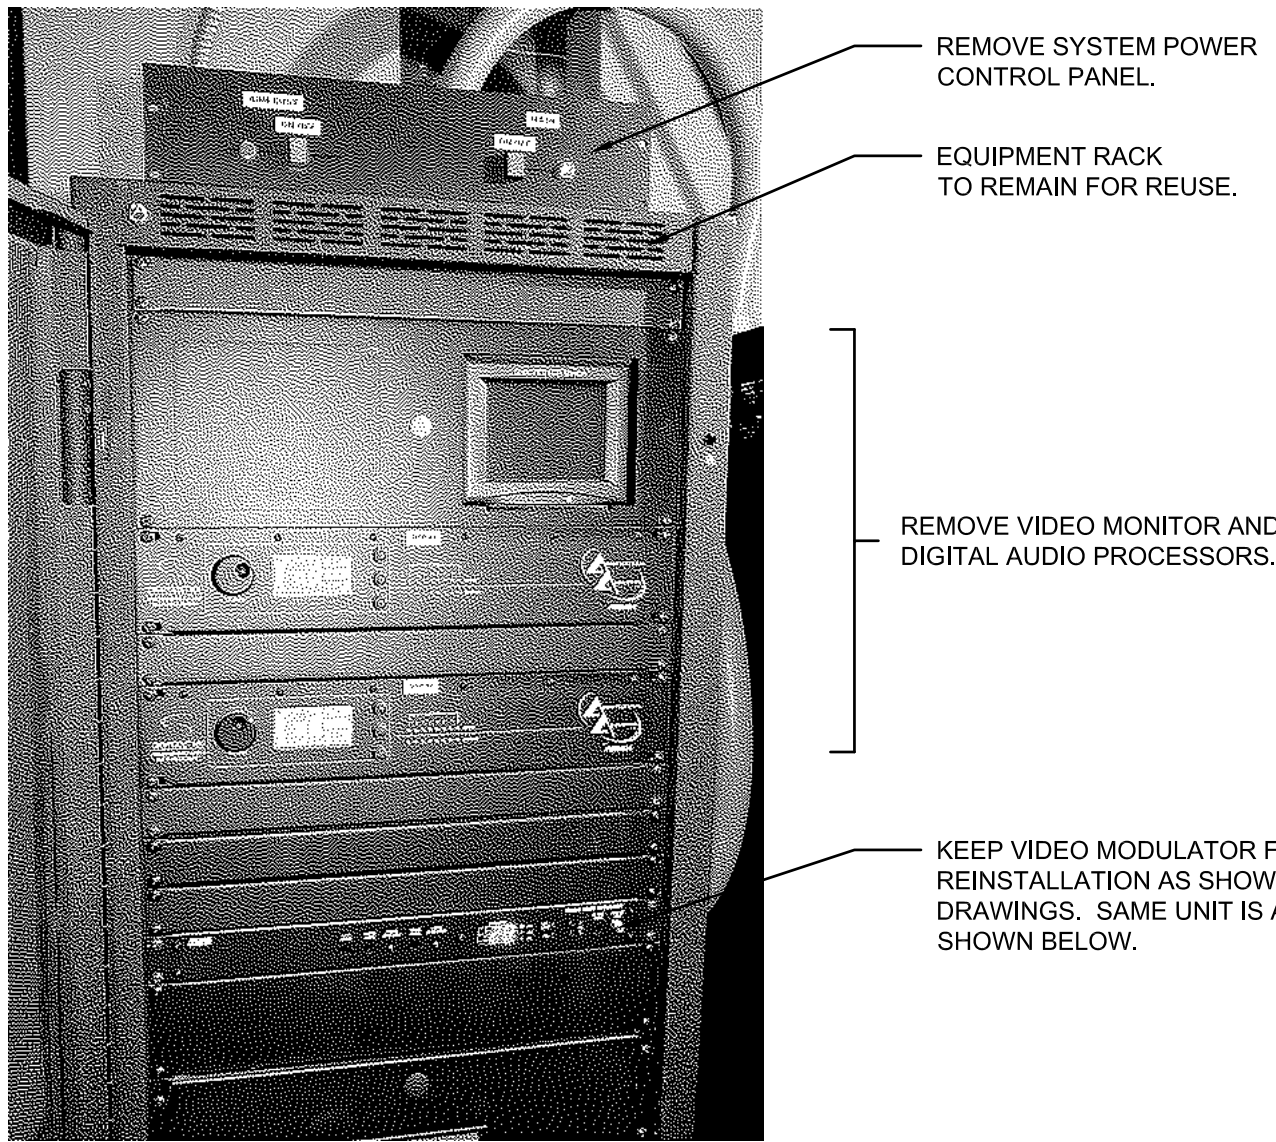 REMOVE SYSTEM POWER
CONTROL PANEL.
EQUIPMENT RACK
TO REMAIN FOR REUSE.
REMOVE VIDEO MONITOR AND
DIGITAL AUDIO PROCESSORS.
KEEP VIDEO MODULATOR F
REINSTALLATION AS SHOW
DRAWINGS. SAME UNIT IS A
SHOWN BELOW.
MAIN